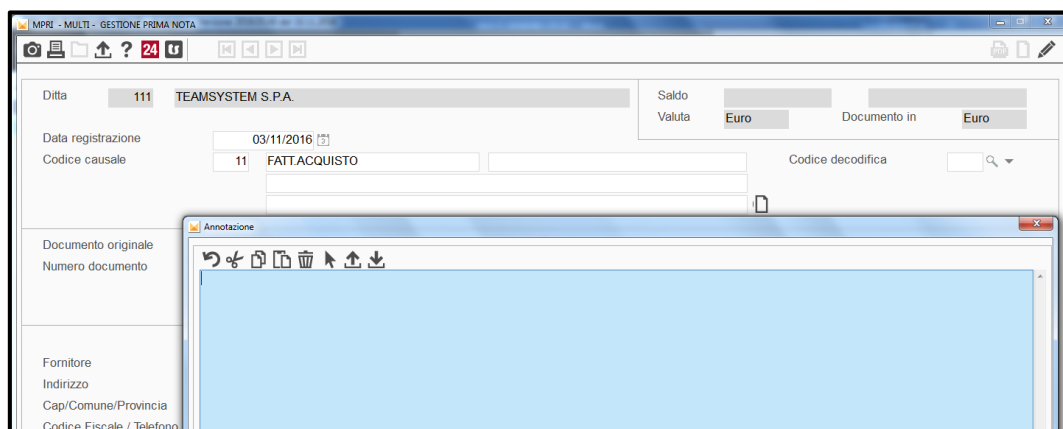 MPRI - MULTI - GESTIONE PRIMA NOTA
? 24 U
PDF
Ditta 111 TEAMSYSTEM S.P.A. Saldo
Valuta Euro Documento in Euro
Data registrazione 03/11/2016
Codice causale 11 FATT.ACQUISTO Codice decodifica
Annotazione
Documento originale
Numero documento
Fornitore
Indirizzo
Cap/Comune/Provincia
Codice Fiscale / Telefono